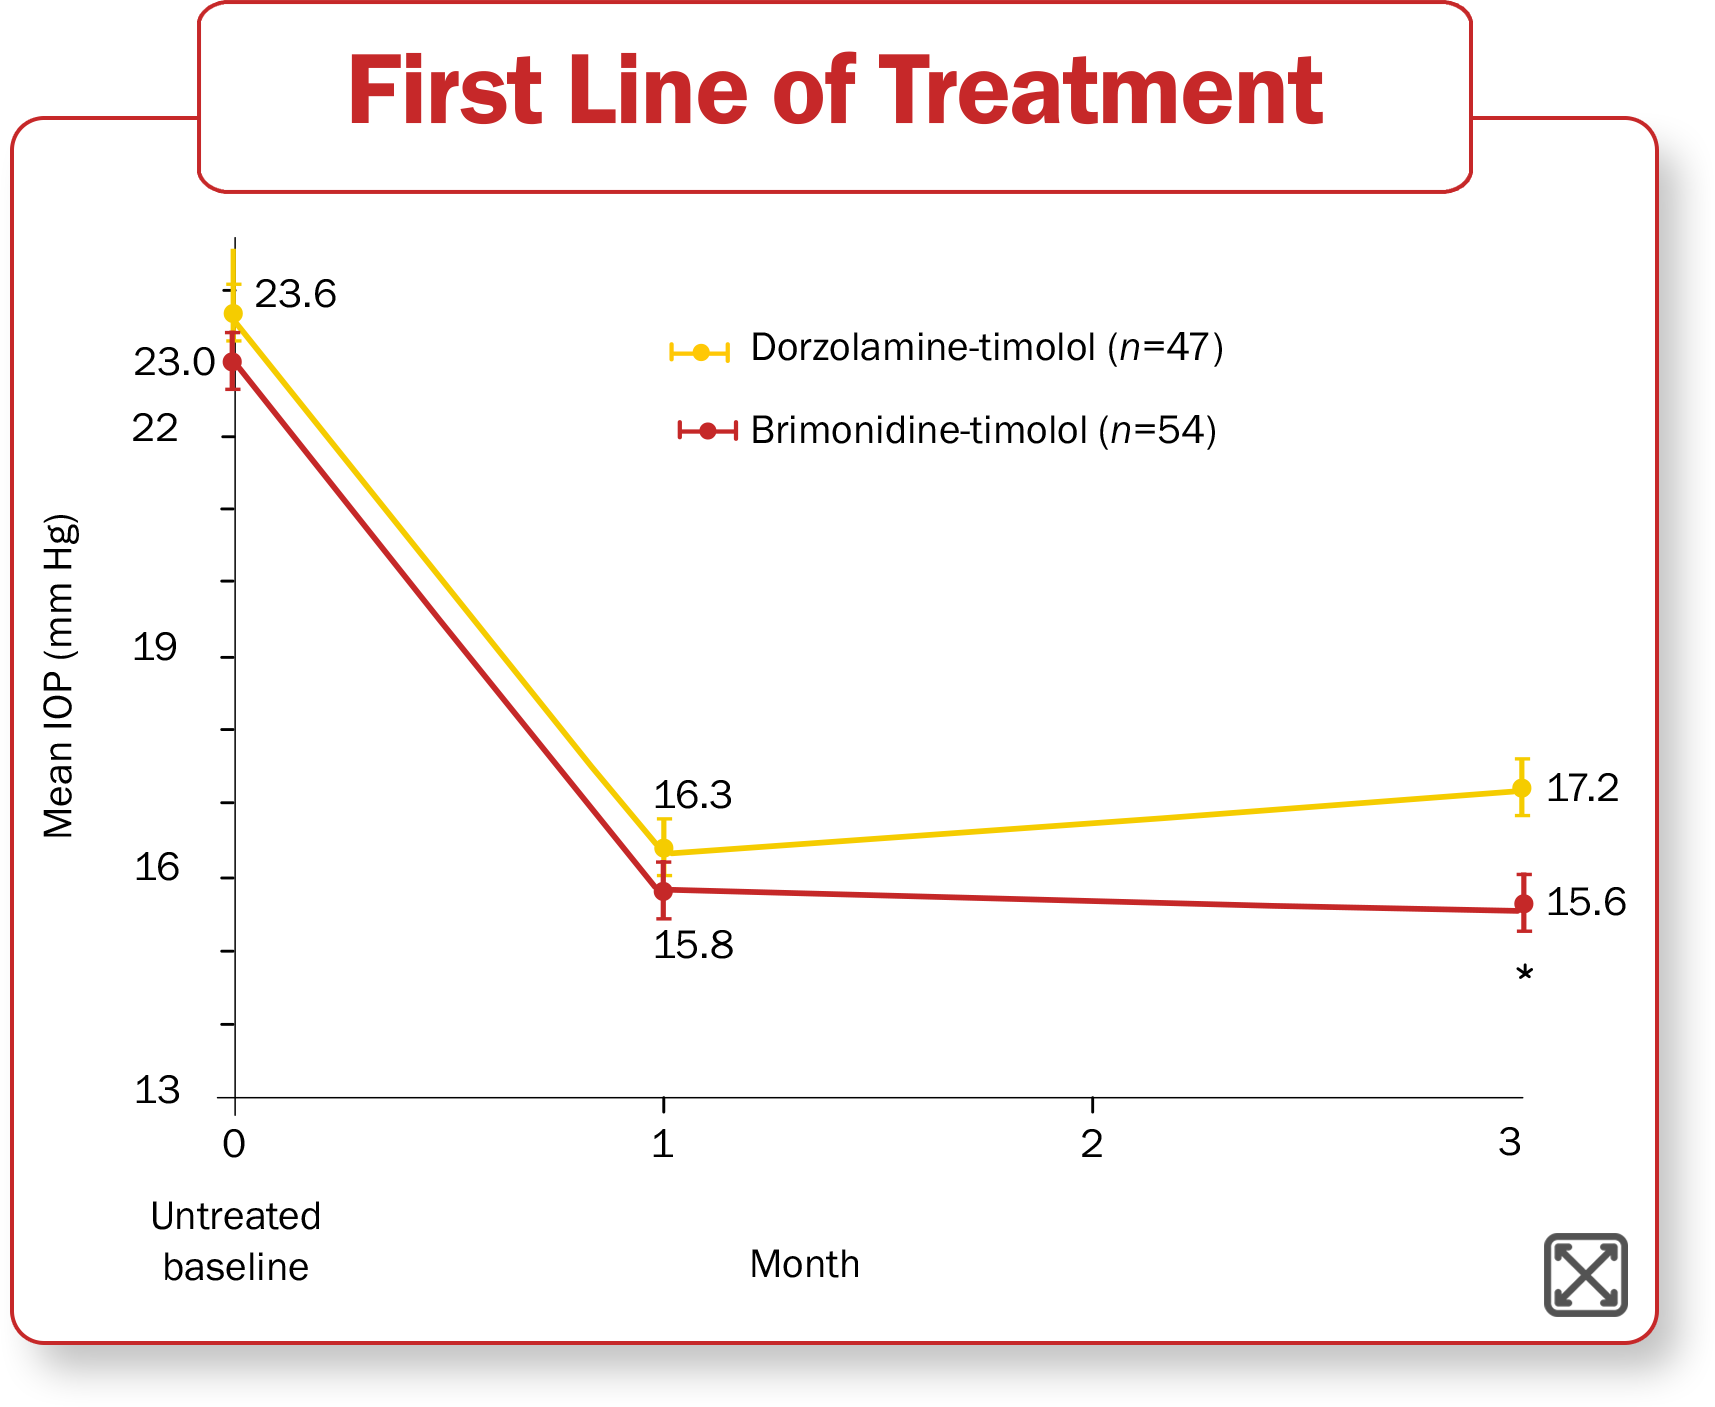 First Line of Treatment
23.6
23.0
22
19
16
13
Mean IOP (mm Hg)
Dorzolamine-timolol (n=47)
Brimonidine-timolol (n=54)
16.3
15.8
17.2
15.6
*
0
1
2
3
Untreated
baseline
Month